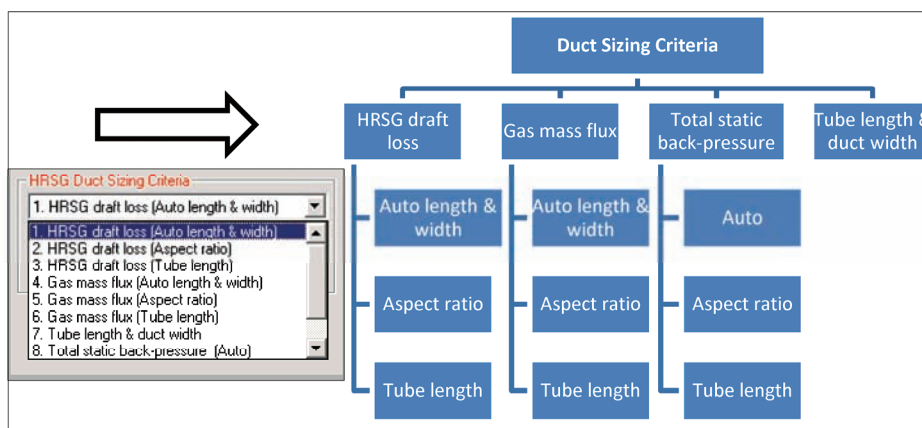 Duct Sizing Criteria
HRSG draft
loss
Gas mass flux
Total static
back-pressure
Tube length &
duct width
Auto length &
width
Auto length &
width
Auto
Aspect ratio
Aspect ratio
Aspect ratio
Tube length
Tube length
Tube length
HRSG Duct Sizing Criteria
1. HRSG draft loss (Auto length & width)
1. HRSG draft loss (Auto length & width)
2. HRSG draft loss (Aspect ratio)
3. HRSG draft loss (Tube length)
4. Gas mass flux (Auto length & width)
5. Gas mass flux (Aspect ratio)
6. Gas mass flux (Tube length)
7. Tube length & duct width
8. Total static back-pressure (Auto)